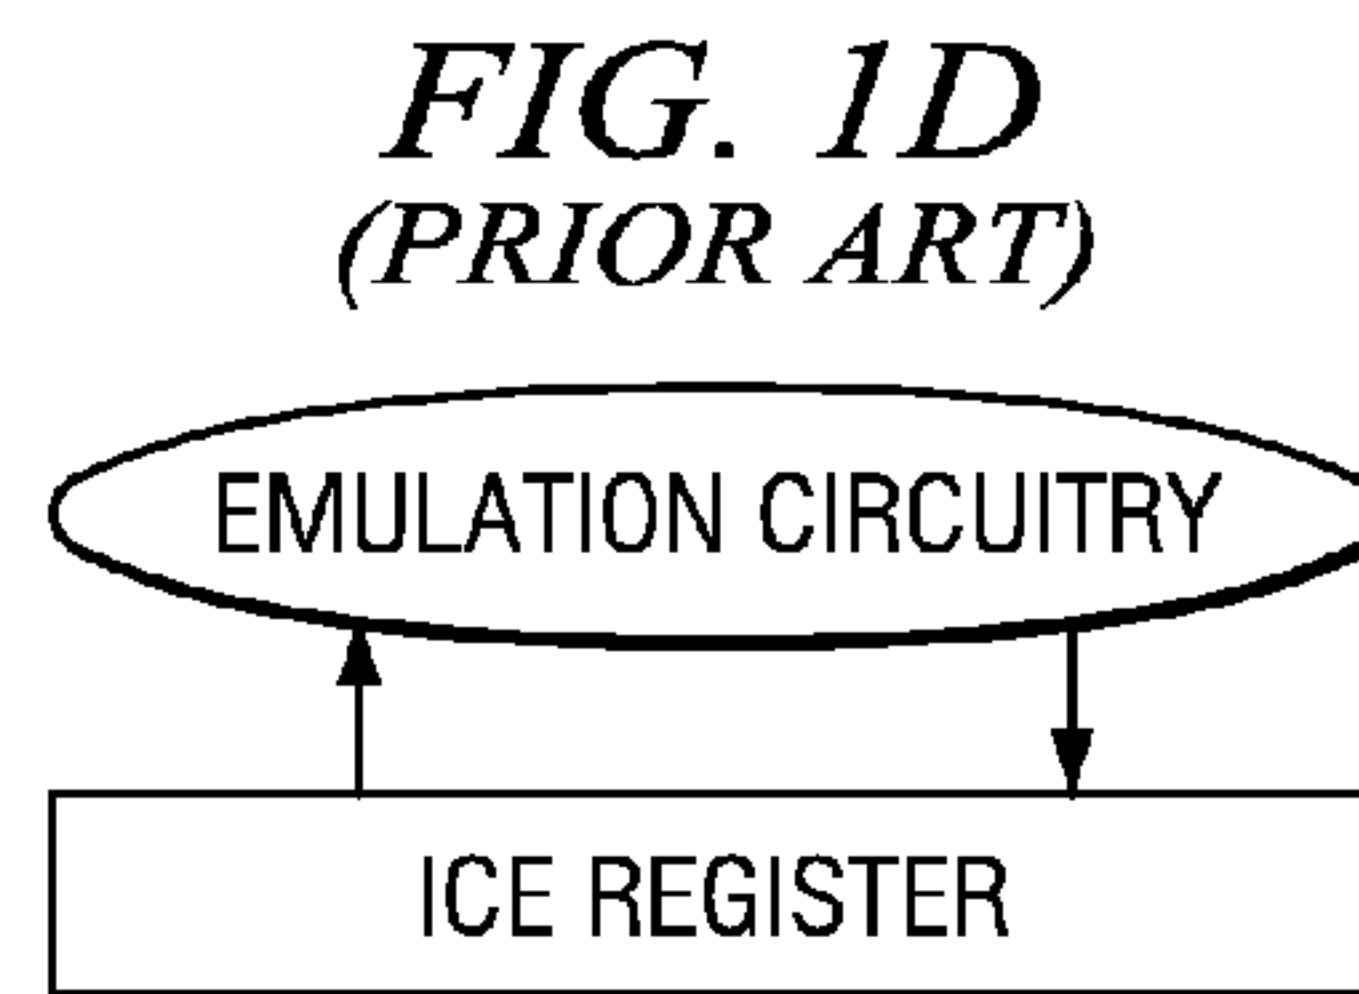 FIG. 1D
(PRIOR ART)
EMULATION CIRCUITRY
ICE REGISTER